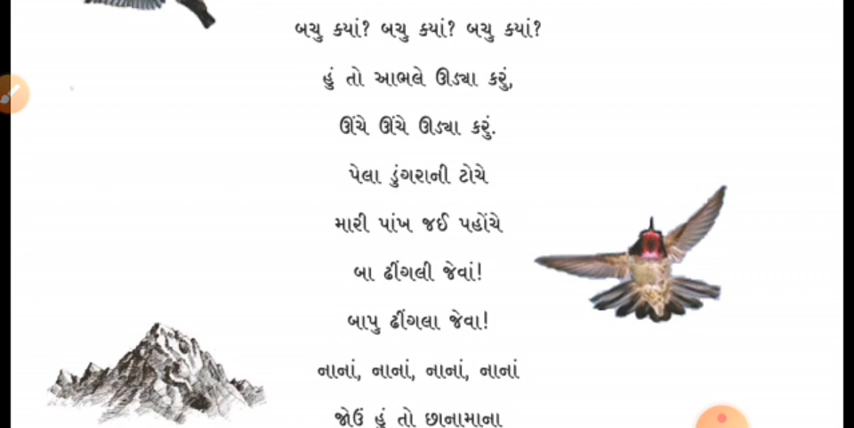 બચુ ક્યાં? બચુ ક્યાં? બચુ ક્યાં?
હું તો આભલે ઊડ્યા કરું,
ઊંચે ઊંચે ઊડ્યા કરું.
પેલા ડુંગરાની ટોચે
મારી પાંખ જઈ પહોંચે
બા ઢીંગલી જેવાં!
બાપુ ઢીંગલા જેવા!
નાનાં, નાનાં, નાનાં, નાનાં
જોઉં હું તો છાનામાના